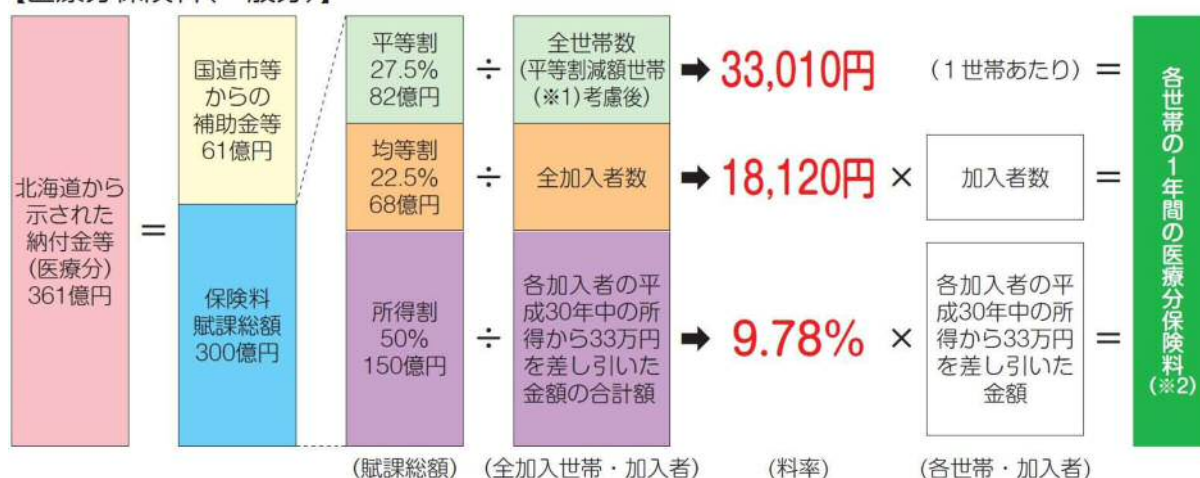 北海道から
示された
納付金等
(医療分)
361億円
=
国道市等
からの
補助金等
61億円
保険料
賦課総額
300億円
平等割
27.5%
82億円
÷
全世帯数
(平等割減額世帯
(※1)考慮後)
➡
33,010円
(1世帯あたり)
=
均等割
22.5%
68億円
÷
全加入者数
➡
18,120円
×
加入者数
=
所得割
50%
150億円
÷
各加入者の平
成30年中の所
得から33万円
を差し引いた
金額の合計額
➡
9.78%
×
各加入者の平
成30年中の所
得から33万円
を差し引いた
金額
=
各世帯の1年間の医療分保険料
(※2)
(賦課総額)
(全加入世帯・加入者)
(料率)
(各世帯・加入者)